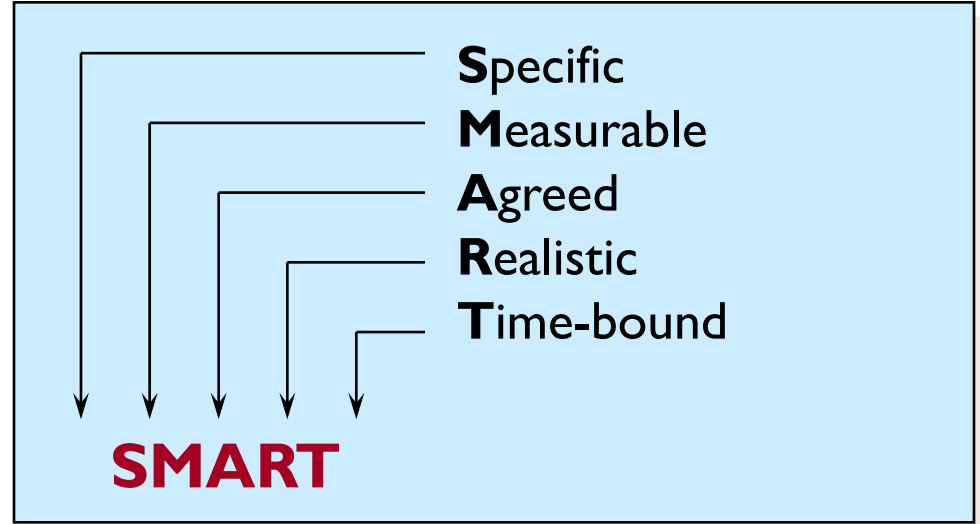 Specific
Measurable
Agreed
Realistic
Time-bound
SMART